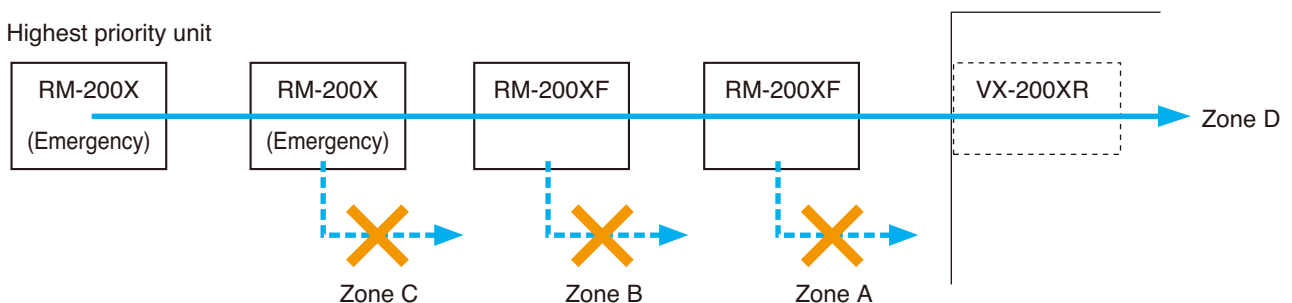 Highest priority unit
RM-200X
(Emergency)
RM-200X
(Emergency)
RM-200XF
RM-200XF
VX-200XR
Zone D
Zone C
Zone B
Zone A